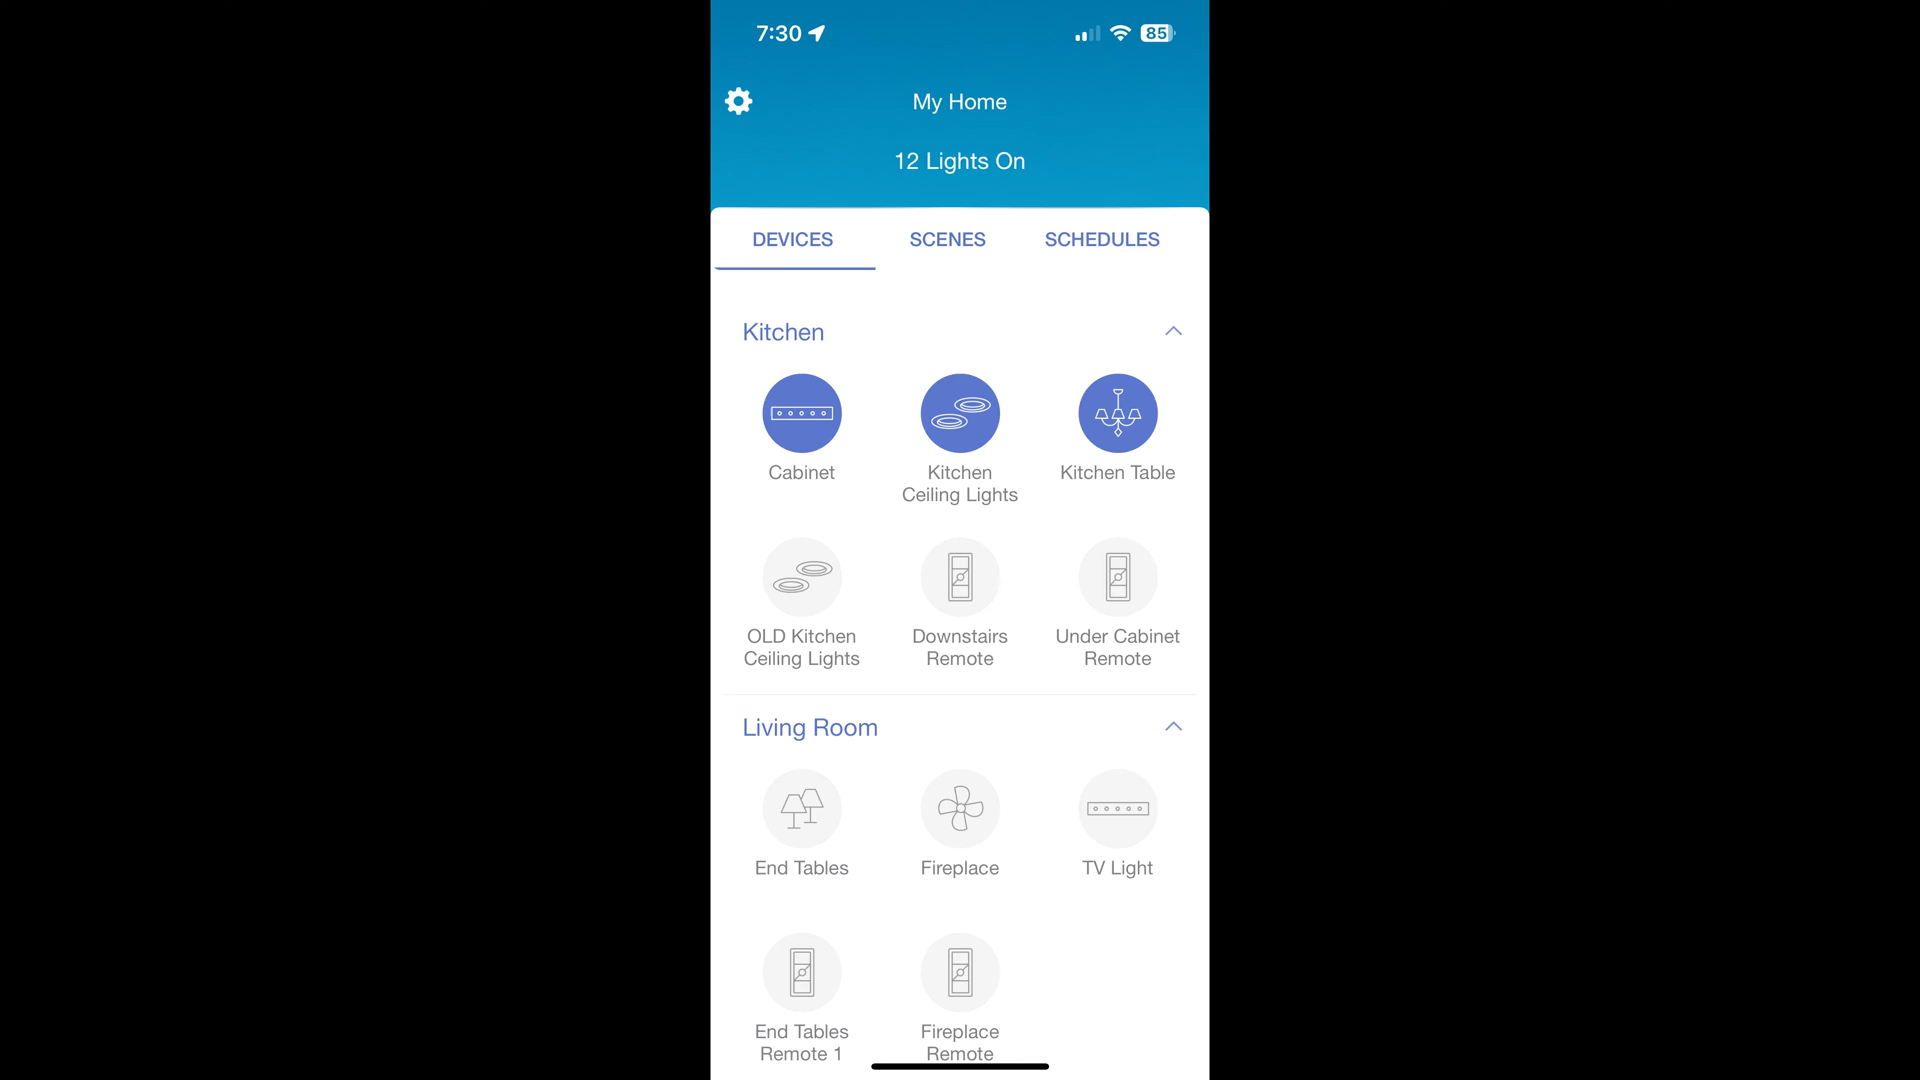 7:30
85
My Home
12 Lights On
DEVICES
SCENES
SCHEDULES
Kitchen
Cabinet
Kitchen
Ceiling Lights
Kitchen Table
OLD Kitchen
Ceiling Lights
Downstairs
Remote
Under Cabinet
Remote
Living Room
End Tables
Fireplace
TV Light
End Tables
Remote 1
Fireplace
Remote